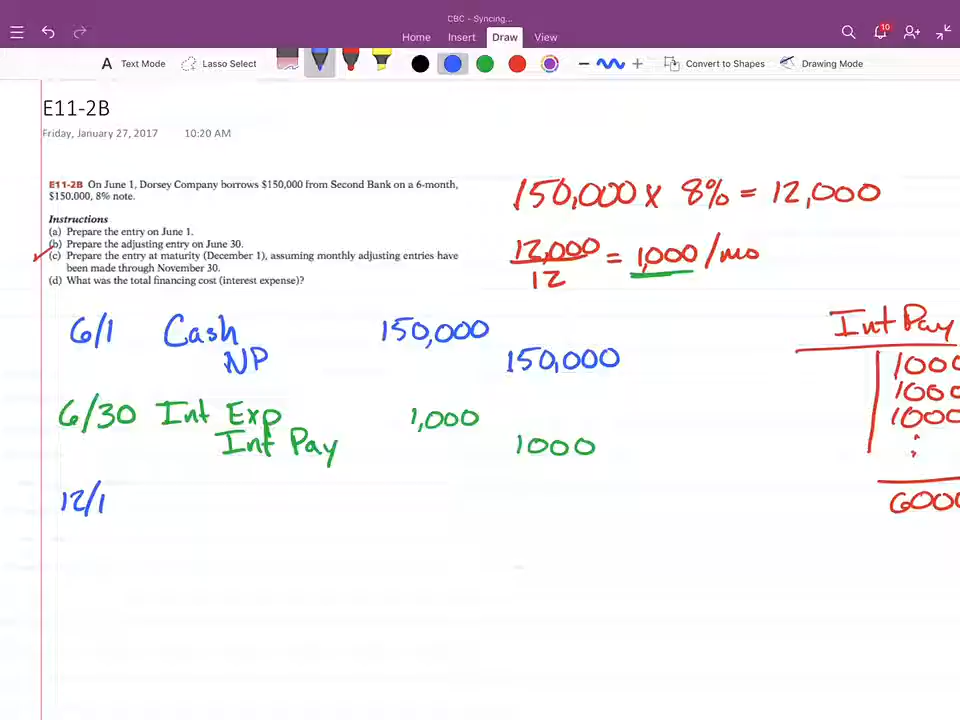 CBC - Syncing...
Home Insert Draw View
10
A Text Mode Lasso Select Convert to Shapes Drawing Mode
E11-2B
Friday, January 27, 2017 10:20 AM
E11-2B On June 1, Dorsey Company borrows $150,000 from Second Bank on a 6-month,
$150,000, 8% note.
Instructions
(a) Prepare the entry on June 1.
(b) Prepare the adjusting entry on June 30.
(c) Prepare the entry at maturity (December 1), assuming monthly adjusting entries have
been made through November 30.
(d) What was the total financing cost (interest expense)?
150,000 x 8% = 12,000
12,000
12
= 1,000 / mo
6/1 Cash 150,000
NP 150,000
6/30 Int Exp 1,000
Int Pay 1000
12/1
Int Pay
1000
1000
1000
:
6000